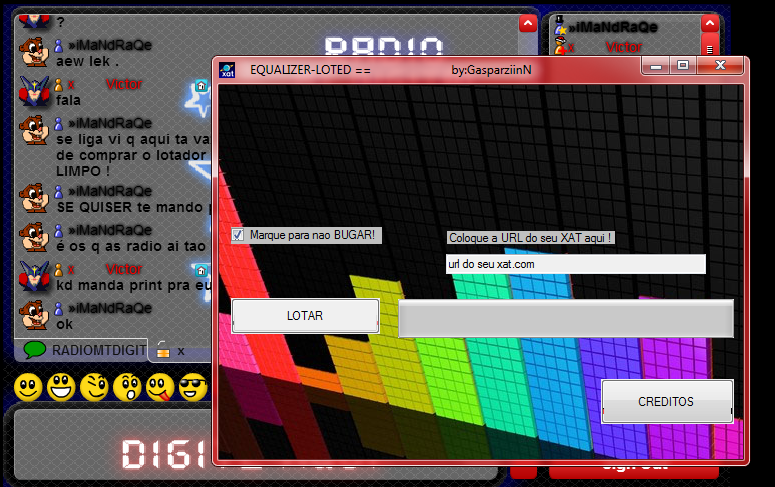 ?
»iMaNdRaQe
aew lek .
x Victor
fala
»iMaNdRaQe
se liga vi q aqui ta va
de comprar o lotador
LIMPO !
»iMaNdRaQe
SE QUISER te mando
»iMaNdRaQe
é os q as radio ai tao
x Victor
kd manda print pra eu
»iMaNdRaQe
ok
RADIOMTDIGIT
x
RADIO
»iMaNdRaQe
x Victor
xat
EQUALIZER-LOTED == by:GasparziinN
Marque para nao BUGAR!
Coloque a URL do seu XAT aqui !
url do seu xat.com
LOTAR
CREDITOS
Sign Out